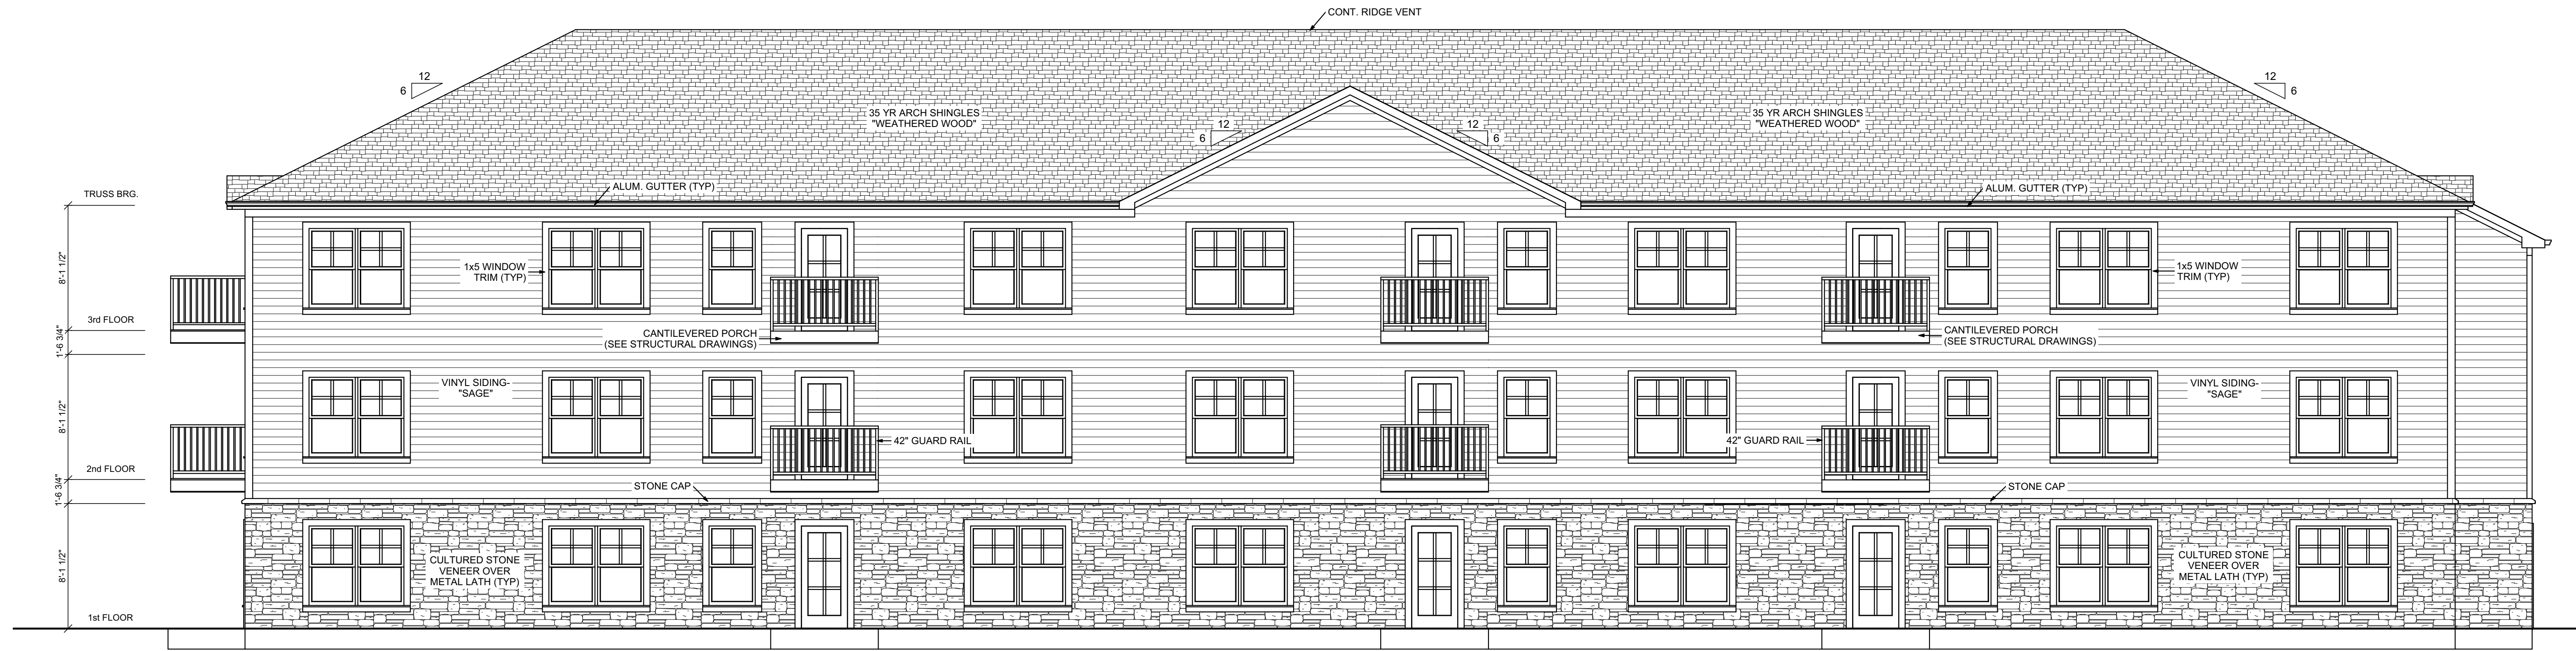 CONT. RIDGE VENT
12
6
12
6
35 YR ARCH SHINGLES
"WEATHERED WOOD"
35 YR ARCH SHINGLES
"WEATHERED WOOD"
12
6
12
6
TRUSS BRG.
ALUM. GUTTER (TYP)
ALUM. GUTTER (TYP)
8'-1 1/2"
1x5 WINDOW
TRIM (TYP)
1x5 WINDOW
TRIM (TYP)
3rd FLOOR
1'-6 3/4"
CANTILEVERED PORCH
(SEE STRUCTURAL DRAWINGS)
CANTILEVERED PORCH
(SEE STRUCTURAL DRAWINGS)
8'-1 1/2"
VINYL SIDING-
"SAGE"
VINYL SIDING-
"SAGE"
42" GUARD RAIL
42" GUARD RAIL
2nd FLOOR
1'-6 3/4"
STONE CAP
STONE CAP
8'-1 1/2"
CULTURED STONE
VENEER OVER
METAL LATH (TYP)
CULTURED STONE
VENEER OVER
METAL LATH (TYP)
1st FLOOR